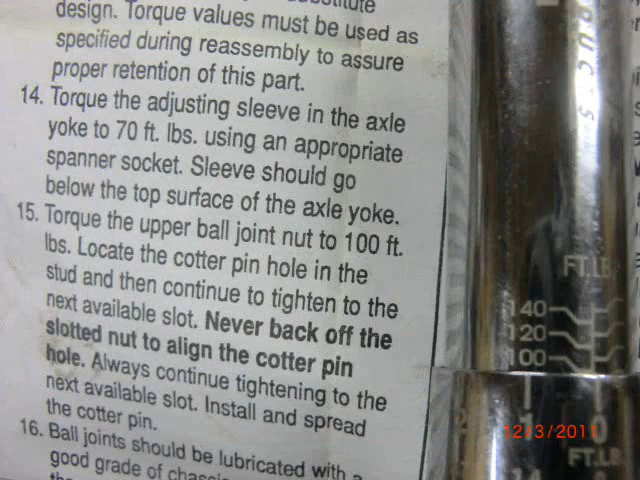 substitute
design. Torque values must be used as
specified during reassembly to assure
proper retention of this part.
14. Torque the adjusting sleeve in the axle
yoke to 70 ft. lbs. using an appropriate
spanner socket. Sleeve should go
below the top surface of the axle yoke.
15. Torque the upper ball joint nut to 100 ft.
lbs. Locate the cotter pin hole in the
stud and then continue to tighten to the
next available slot. Never back off the
slotted nut to align the cotter pin
hole. Always continue tightening to the
next available slot. Install and spread
the cotter pin.
16. Ball joints should be lubricated with a
good grade of
FT.LB
140
120
100
0
FT.LB
14
12/3/2011